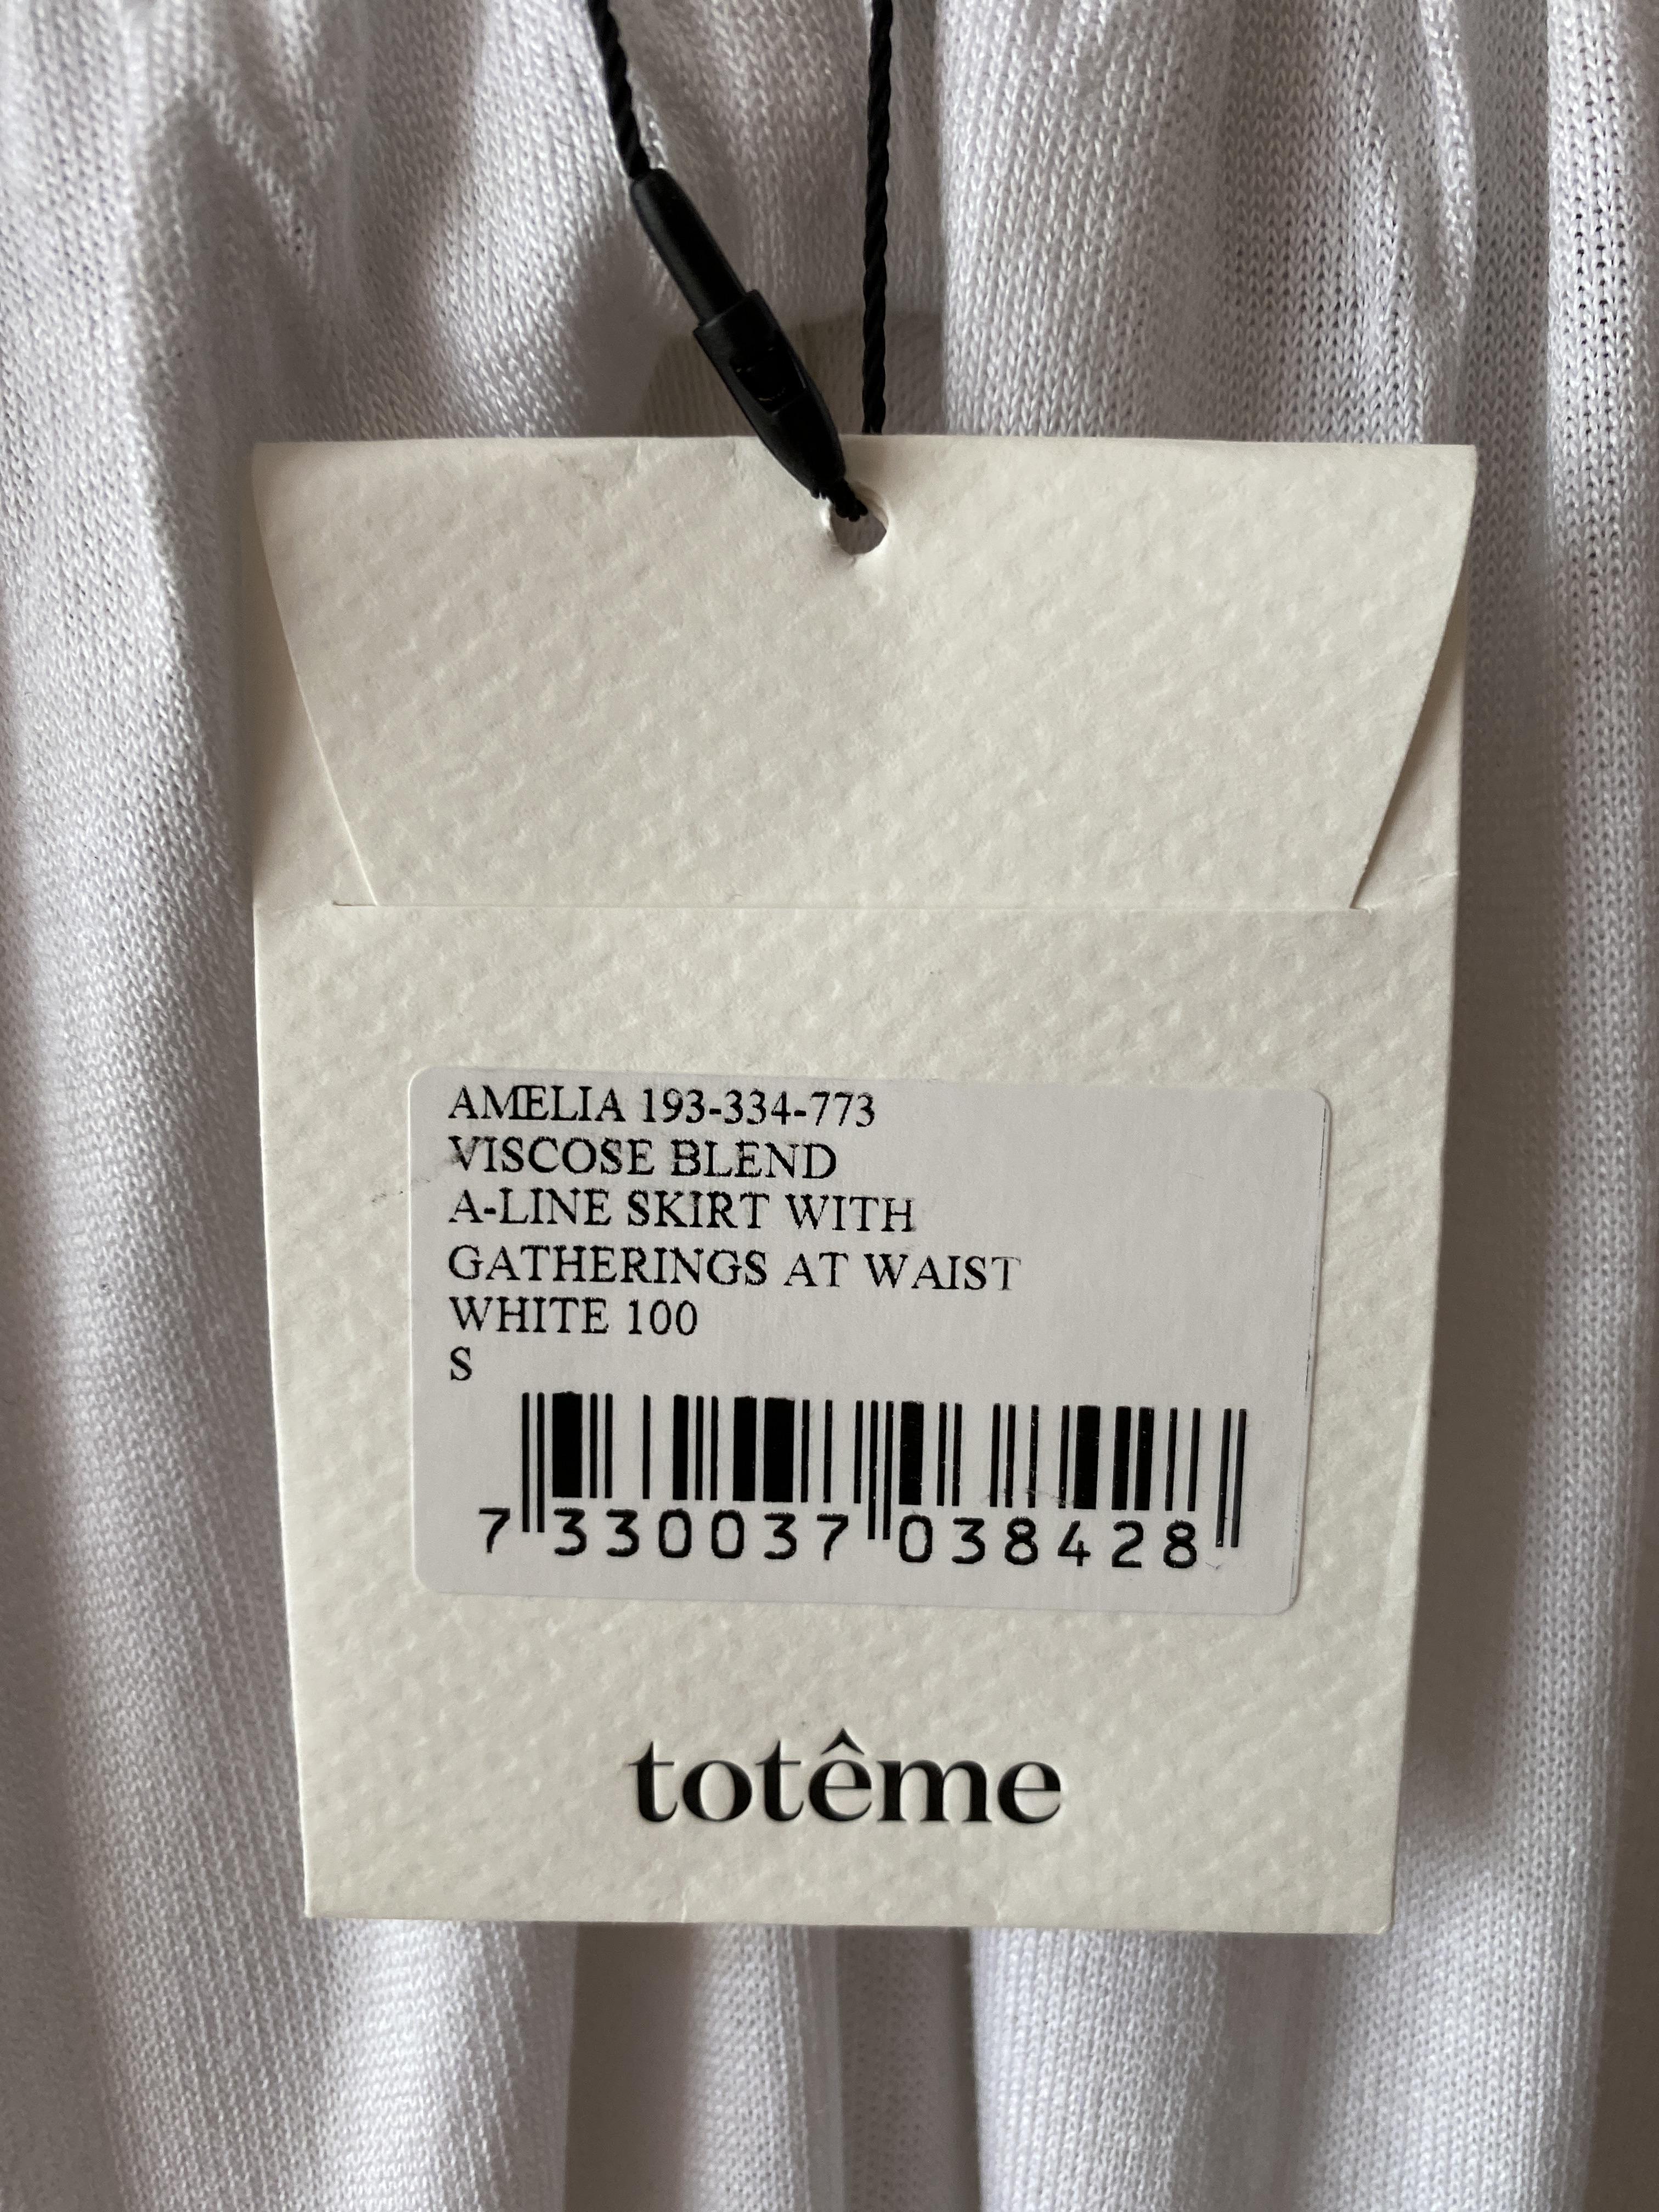 AMELIA 193-334-773
VISCOSE BLEND
A-LINE SKIRT WITH
GATHERINGS AT WAIST
WHITE 100
S
7 330037 038428
totême